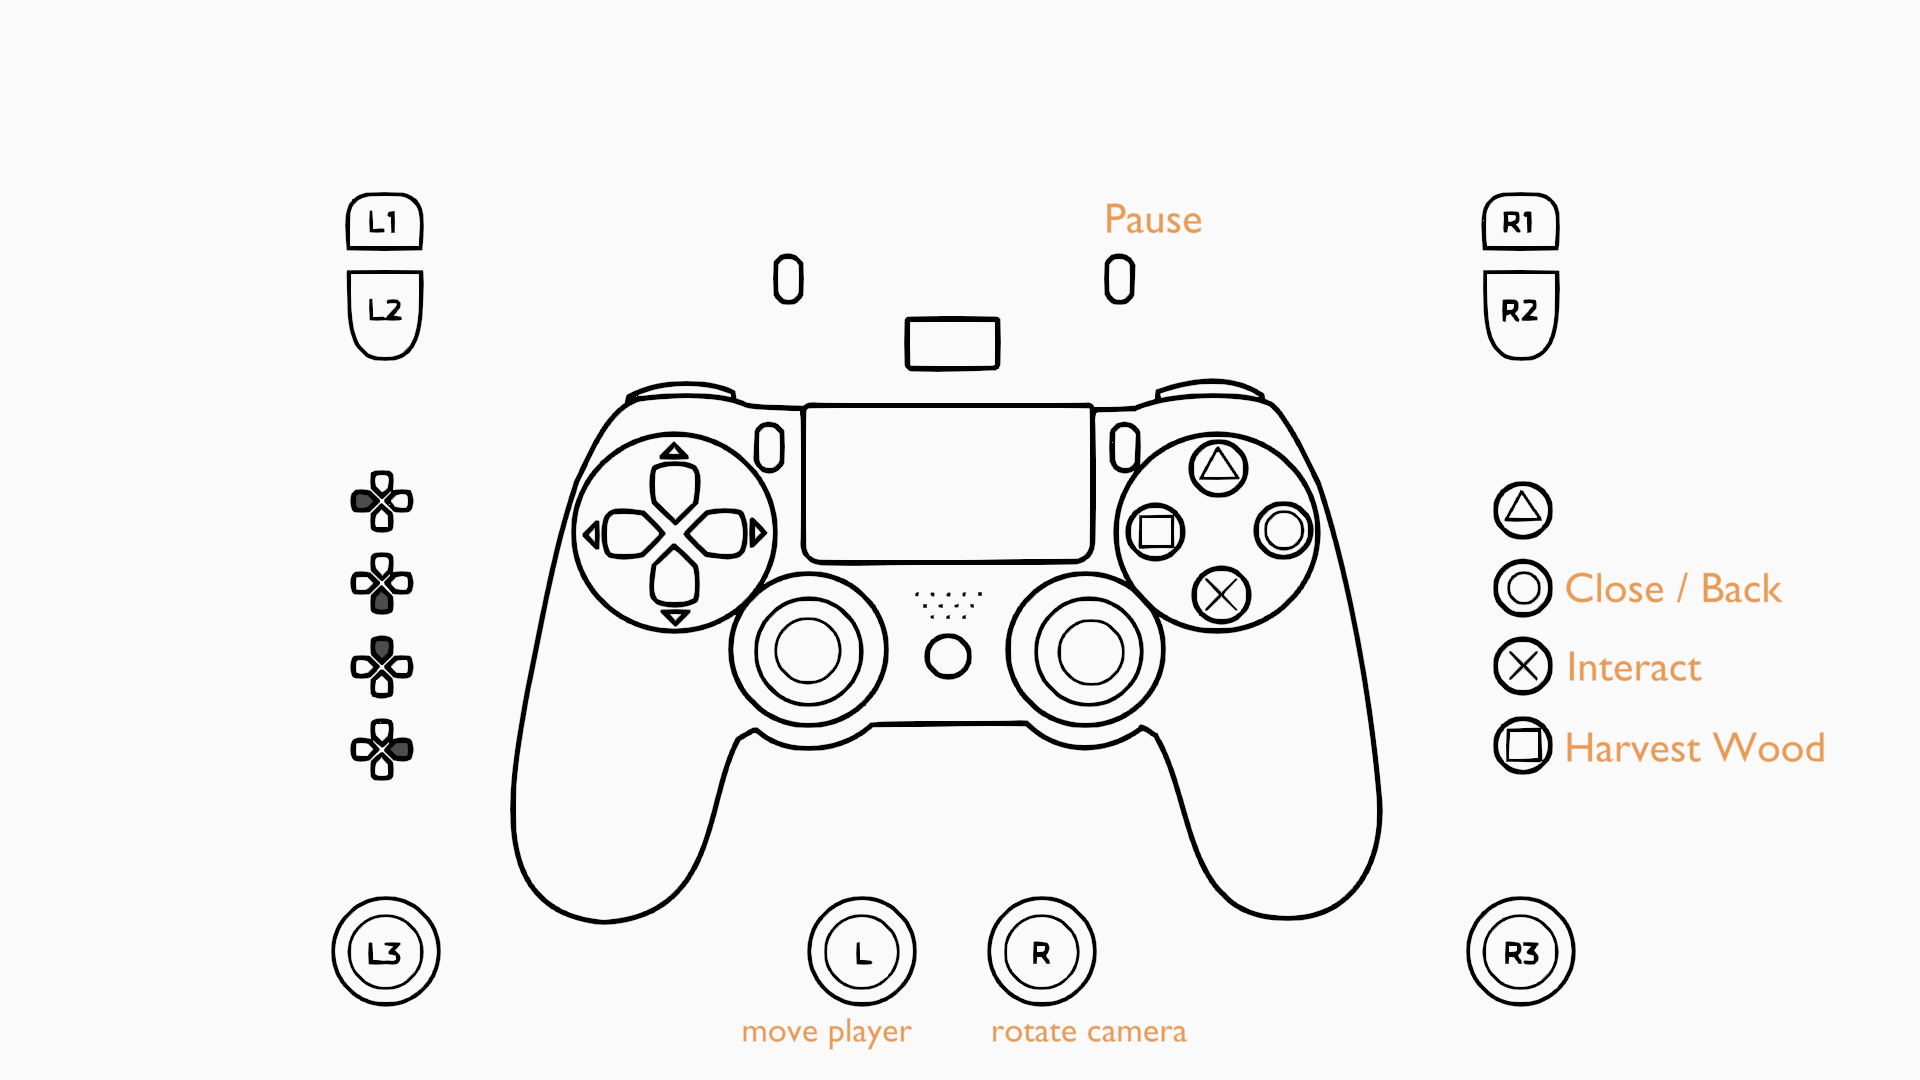 Pause
L1
R1
L2
R2
Close / Back
Interact
Harvest Wood
L3
L
R
R3
move player
rotate camera